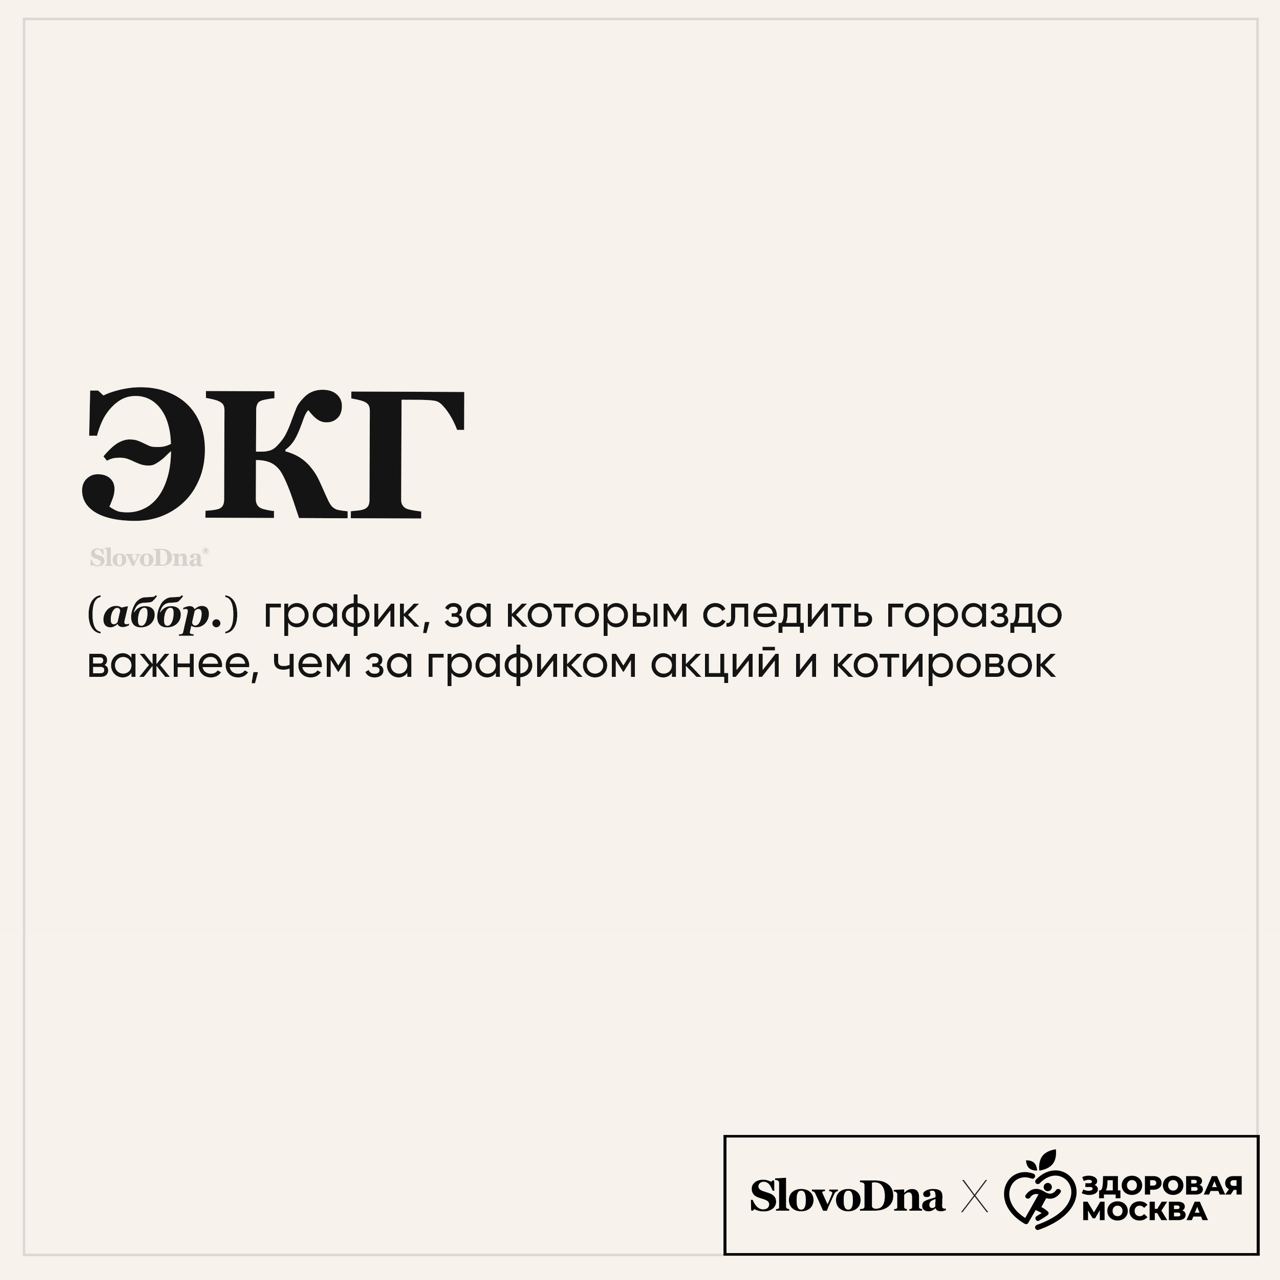 ЭКГ
SlovoDna®
(аббр.) график, за которым следить гораздо
важнее, чем за графиком акций и котировок
SlovoDna X ЗДОРОВАЯ
МОСКВА